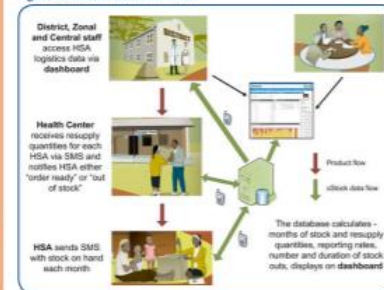 District, Zonal
and Central staff
access HSA
logistics data via
dashboard
Health Center
receives resupply
quantities for each
HSA via SMS and
notifies HSA either
"order ready" or "out
of stock"
HSA sends SMS
with stock on hand
each month
Product flow
cStock data flow
The database calculates -
months of stock and resupply
quantities, reporting rates,
number and duration of stock
outs, displays on dashboard